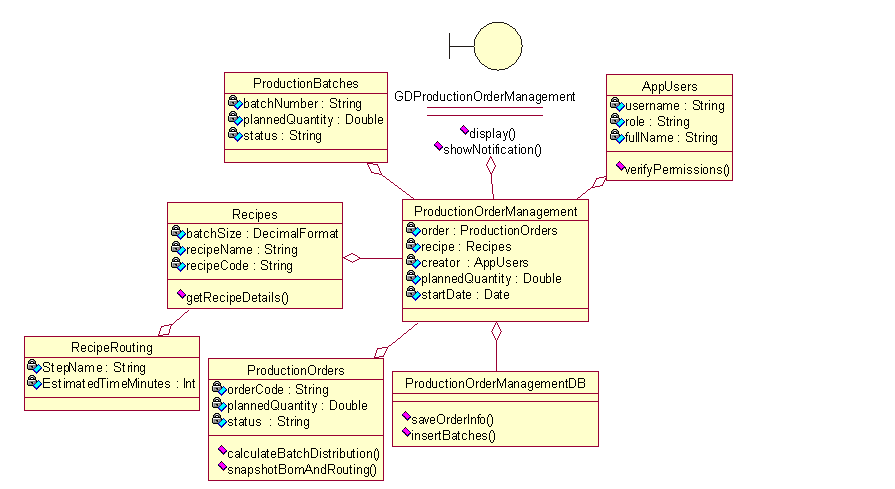 ProductionBatches
batchNumber : String
plannedQuantity : Double
status : String
GDProductionOrderManagement
display()
showNotification()
AppUsers
username : String
role : String
fullName : String
verifyPermissions()
Recipes
batchSize : DecimalFormat
recipeName : String
recipeCode : String
getRecipeDetails()
ProductionOrderManagement
order : ProductionOrders
recipe : Recipes
creator : AppUsers
plannedQuantity : Double
startDate : Date
RecipeRouting
StepName : String
EstimatedTimeMinutes : Int
ProductionOrders
orderCode : String
plannedQuantity : Double
status : String
calculateBatchDistribution()
snapshotBomAndRouting()
ProductionOrderManagementDB
saveOrderInfo()
insertBatches()